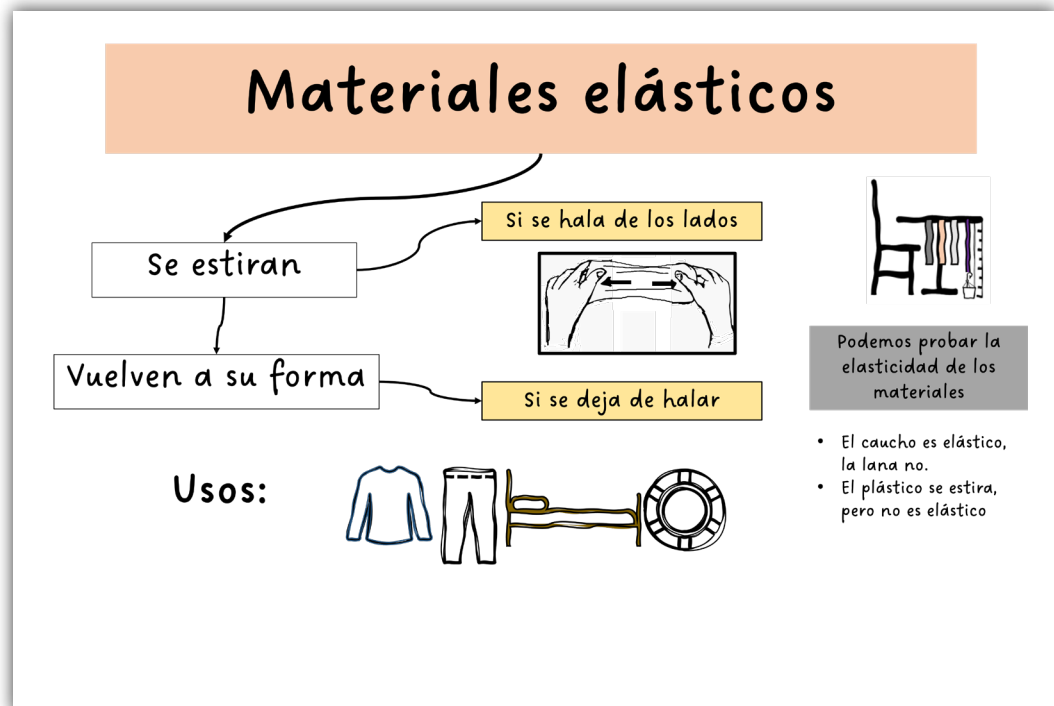 Materiales elásticos
Se estiran
Si se hala de los lados
Vuelven a su forma
Si se deja de halar
Usos:
Podemos probar la
elasticidad de los
materiales
• El caucho es elástico,
la lana no.
• El plástico se estira,
pero no es elástico